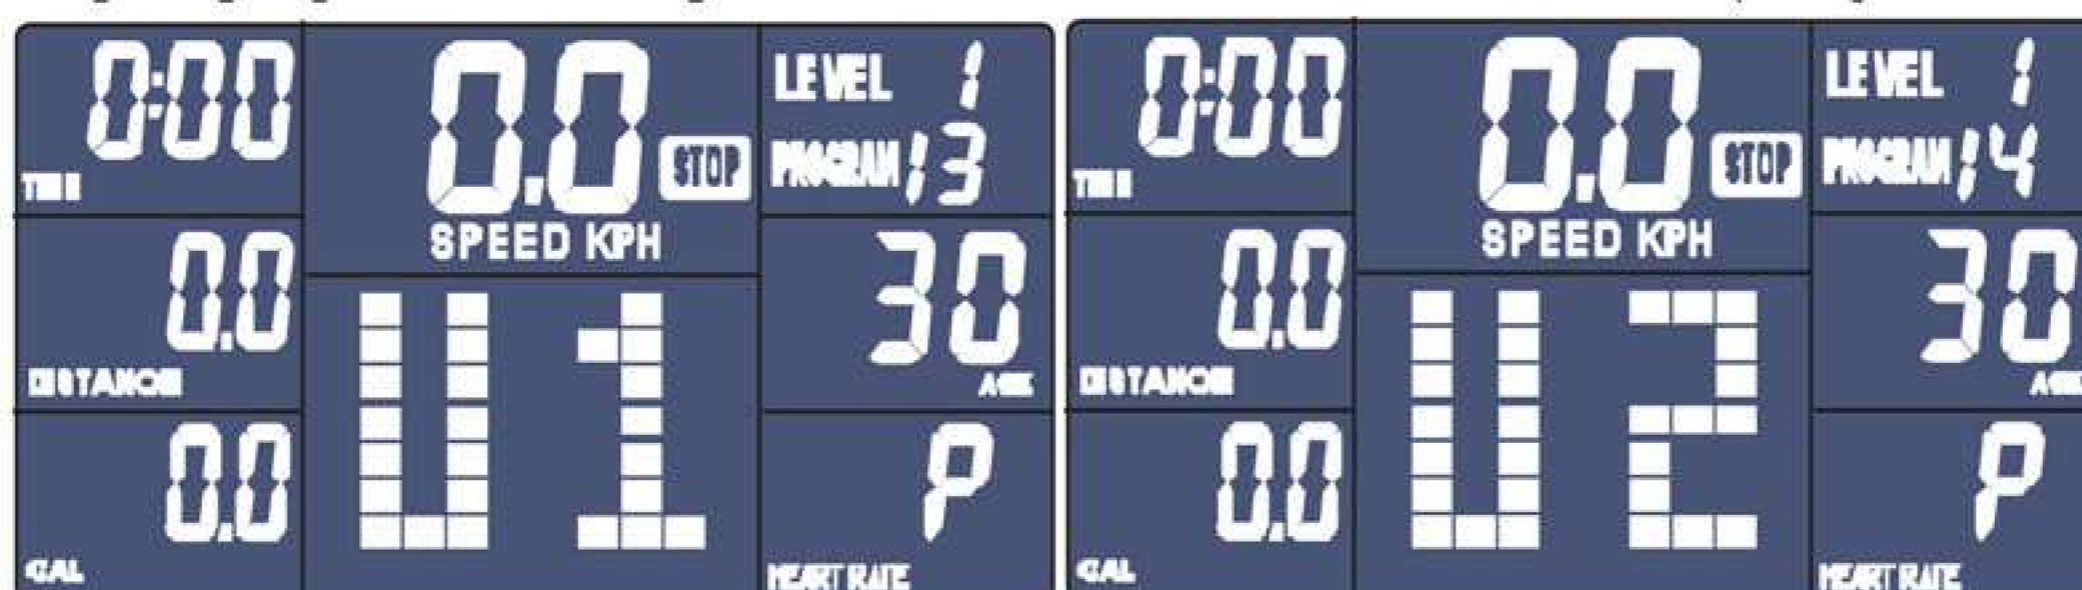 0:00
TIME
0.0
SPEED KPH
STOP
LEVEL 1
PROGRAM 13
0.0
DISTANCE
U1
30
AGE
0.0
CAL
P
HEART RATE
0:00
TIME
0.0
SPEED KPH
STOP
LEVEL 1
PROGRAM 14
0.0
DISTANCE
U2
30
AGE
0.0
CAL
P
HEART RATE